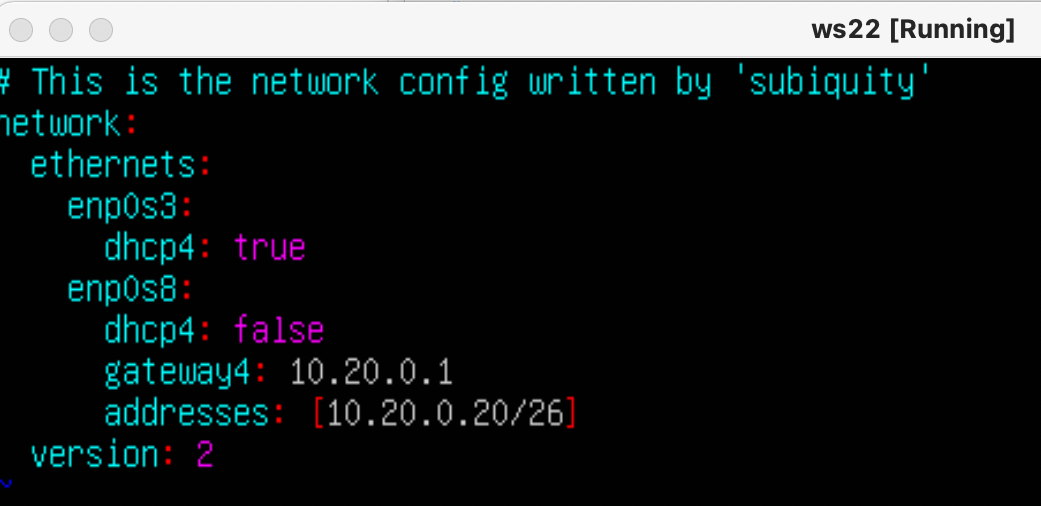 ws22 [Running]
# This is the network config written by 'subiquity'
network:
  ethernets:
    enp0s3:
      dhcp4: true
    enp0s8:
      dhcp4: false
      gateway4: 10.20.0.1
      addresses: [10.20.0.20/26]
  version: 2
~